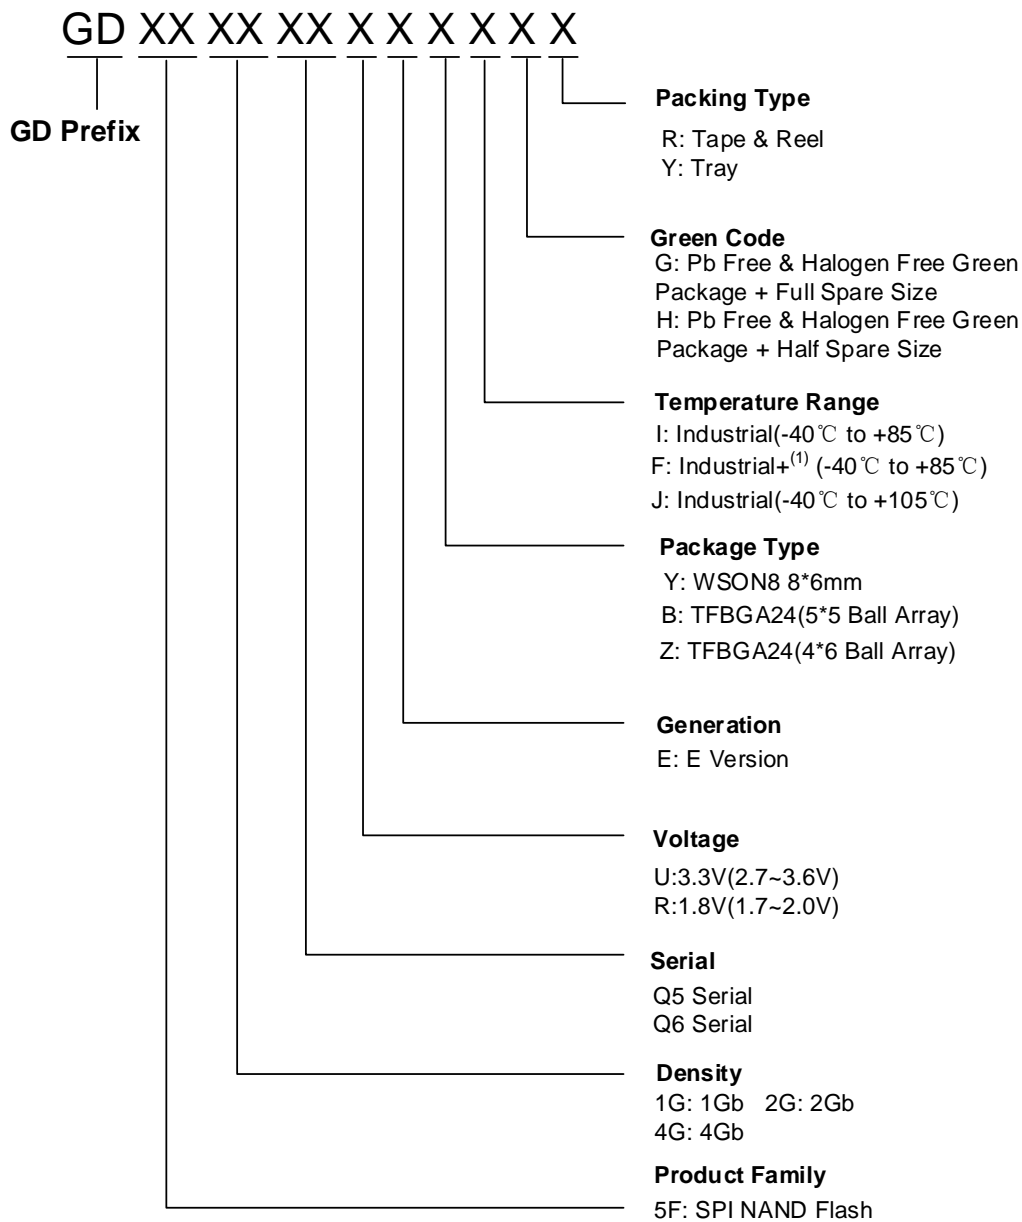 GD XX XX XX X X X X X X
GD Prefix
Packing Type
R: Tape & Reel
Y: Tray
Green Code
G: Pb Free & Halogen Free Green
Package + Full Spare Size
H: Pb Free & Halogen Free Green
Package + Half Spare Size
Temperature Range
I: Industrial(-40℃ to +85℃)
F: Industrial+(1) (-40℃ to +85℃)
J: Industrial(-40℃ to +105℃)
Package Type
Y: WSON8 8*6mm
B: TFBGA24(5*5 Ball Array)
Z: TFBGA24(4*6 Ball Array)
Generation
E: E Version
Voltage
U:3.3V(2.7~3.6V)
R:1.8V(1.7~2.0V)
Serial
Q5 Serial
Q6 Serial
Density
1G: 1Gb 2G: 2Gb
4G: 4Gb
Product Family
5F: SPI NAND Flash